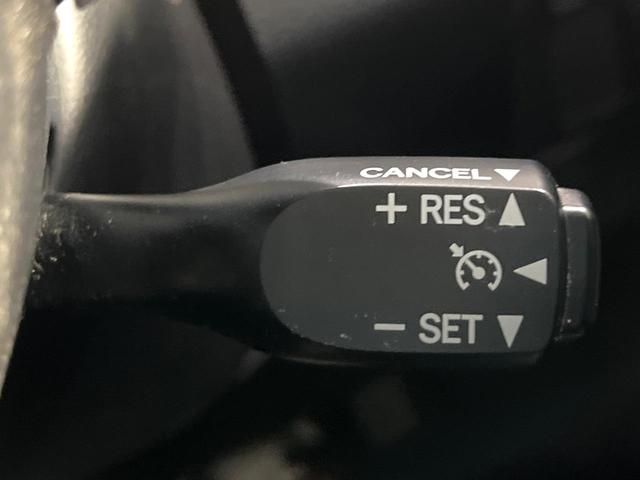 CANCEL▼
+ RES ▲
◀
− SET ▼